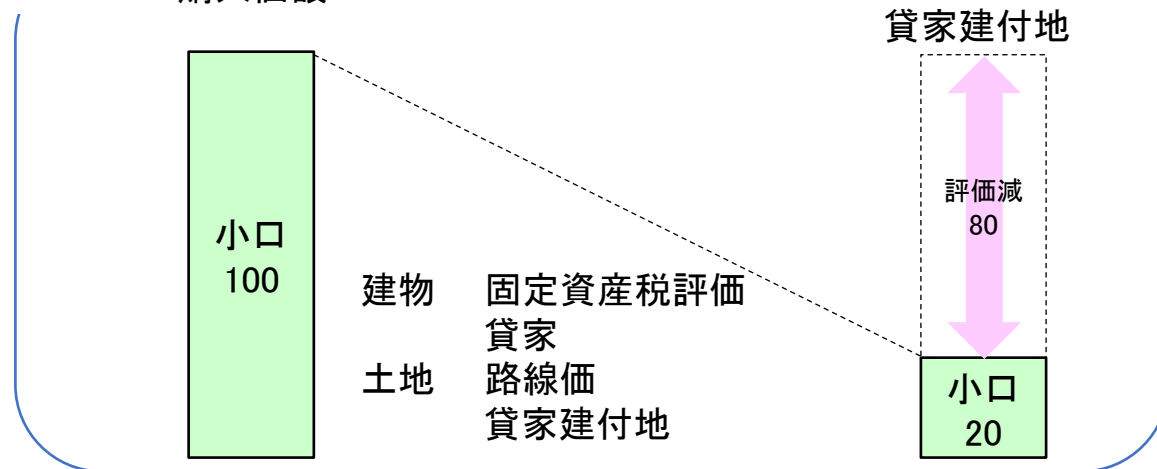 貸家建付地
評価減
80
小口
100
建物 固定資産税評価
貸家
土地 路線価
貸家建付地
小口
20